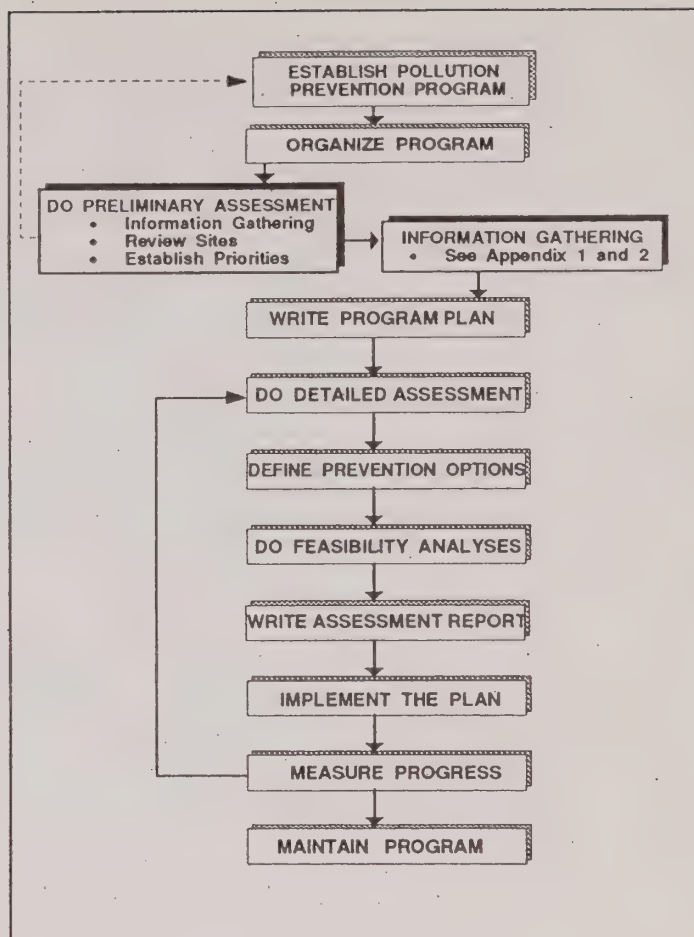 ESTABLISH POLLUTION
PREVENTION PROGRAM
ORGANIZE PROGRAM
DO PRELIMINARY ASSESSMENT
• Information Gathering
• Review Sites
• Establish Priorities
INFORMATION GATHERING
• See Appendix 1 and 2
WRITE PROGRAM PLAN
DO DETAILED ASSESSMENT
DEFINE PREVENTION OPTIONS
DO FEASIBILITY ANALYSES
WRITE ASSESSMENT REPORT
IMPLEMENT THE PLAN
MEASURE PROGRESS
MAINTAIN PROGRAM